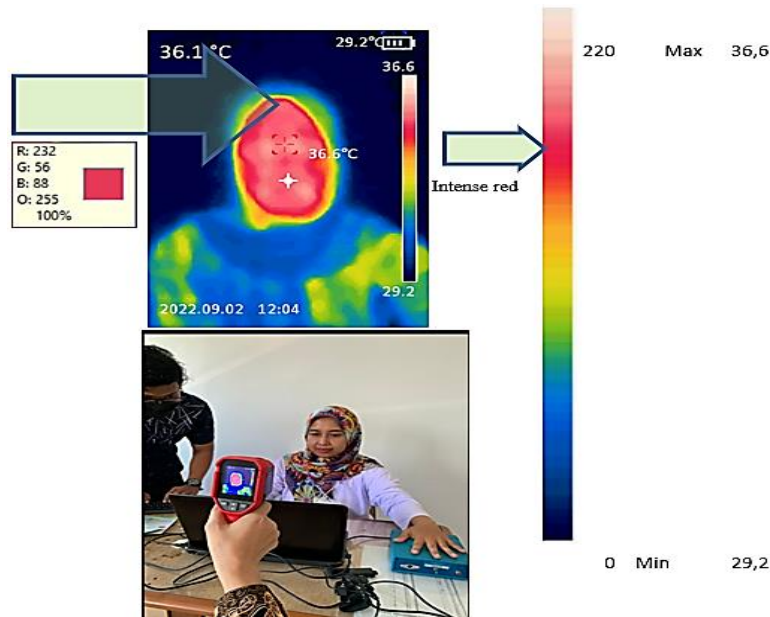 36.1 °C
29.2°C
36.6
36.6°C
29.2
2022.09.02 12:04
R: 232
G: 56
B: 88
O: 255
100%
Intense red
220 Max 36,6
0 Min 29,2